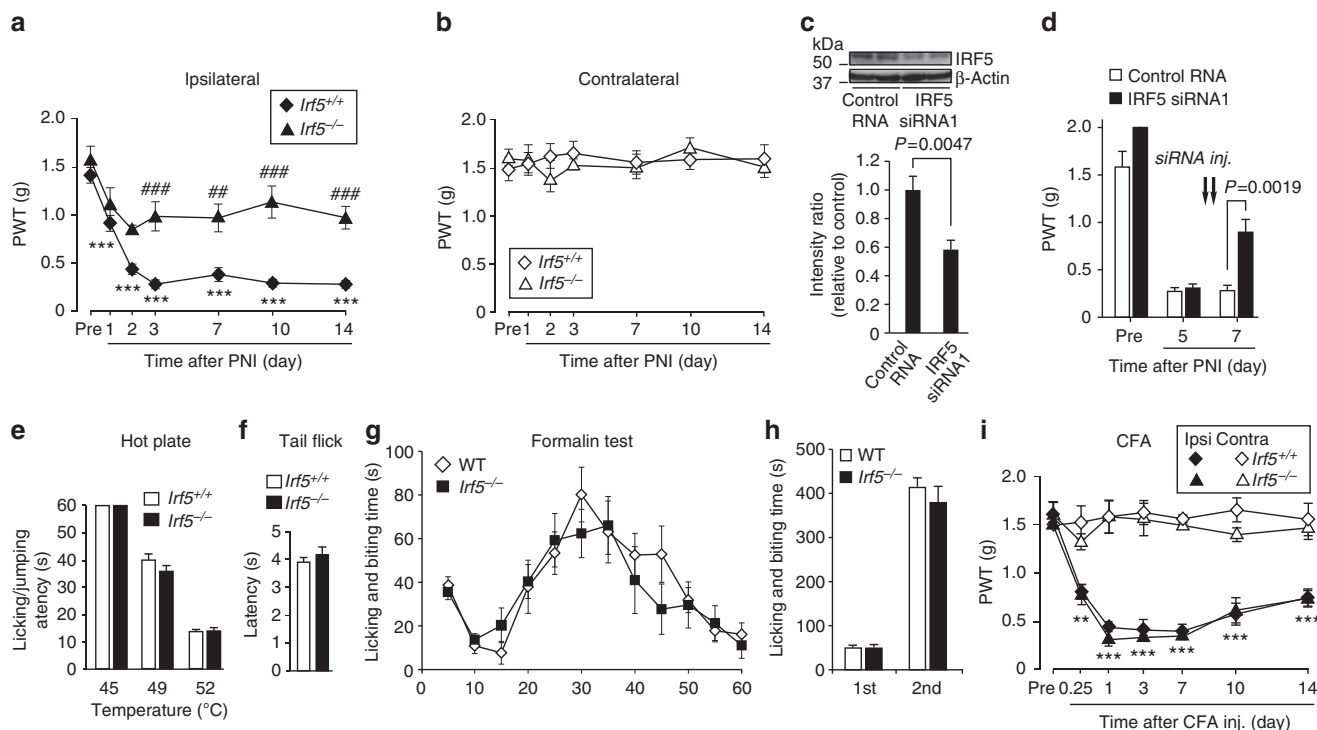 a
Ipsilateral
Irf5+/+
Irf5–/–
PWT (g)
2.0
1.5
1.0
0.5
0
###
##
###
###
***
***
***
***
***
***
Pre 1 2 3 7 10 14
Time after PNI (day)
b
Contralateral
PWT (g)
2.0
1.5
1.0
0.5
0
Irf5+/+
Irf5–/–
Pre 1 2 3 7 10 14
Time after PNI (day)
c
kDa
50
37
IRF5
β-Actin
Control RNA
IRF5 siRNA1
P=0.0047
Intensity ratio
(relative to control)
1.2
1.0
0.8
0.6
0.4
0.2
0
Control RNA
IRF5 siRNA1
d
Control RNA
IRF5 siRNA1
PWT (g)
2.0
1.5
1.0
0.5
0.0
siRNA inj.
P=0.0019
Pre 5 7
Time after PNI (day)
e
Hot plate
Irf5+/+
Irf5–/–
Licking/jumping
atency (s)
60
50
40
30
20
10
0
45 49 52
Temperature (°C)
f
Tail flick
Irf5+/+
Irf5–/–
Latency (s)
5
4
3
2
1
0
g
Formalin test
WT
Irf5–/–
Licking and biting time (s)
100
80
60
40
20
0
0 10 20 30 40 50 60
h
WT
Irf5–/–
Licking and biting time (s)
500
400
300
200
100
0
1st 2nd
i
CFA
Ipsi Contra
Irf5+/+
Irf5–/–
PWT (g)
2.0
1.5
1.0
0.5
0
**
***
***
***
***
***
Pre 0.25 1 3 7 10 14
Time after CFA inj. (day)